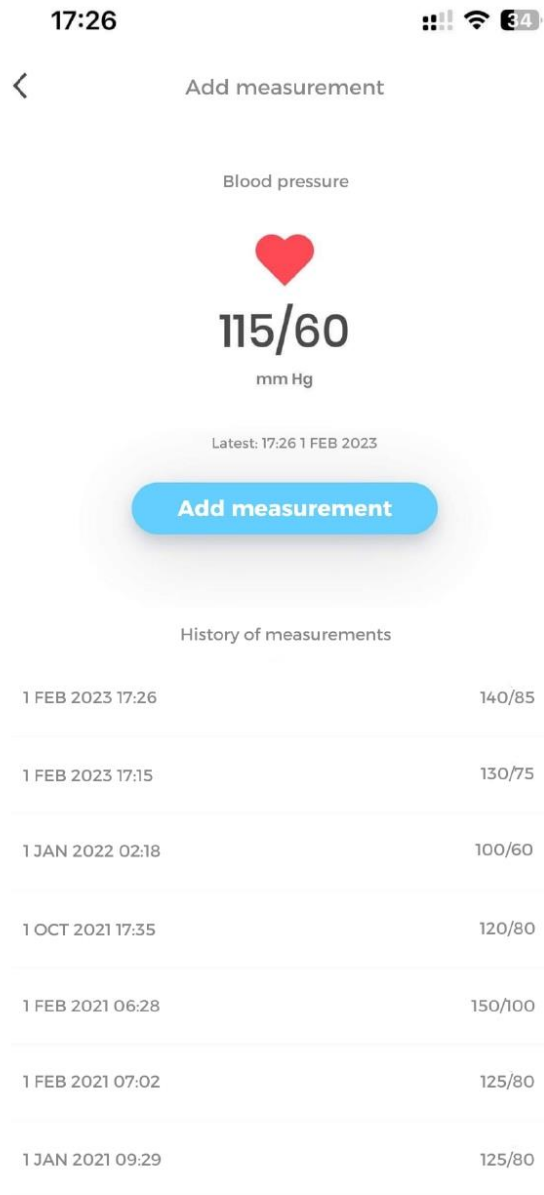 17:26
34
Add measurement
Blood pressure
115/60
mm Hg
Latest: 17:26 1 FEB 2023
Add measurement
History of measurements
1 FEB 2023 17:26 140/85
1 FEB 2023 17:15 130/75
1 JAN 2022 02:18 100/60
1 OCT 2021 17:35 120/80
1 FEB 2021 06:28 150/100
1 FEB 2021 07:02 125/80
1 JAN 2021 09:29 125/80